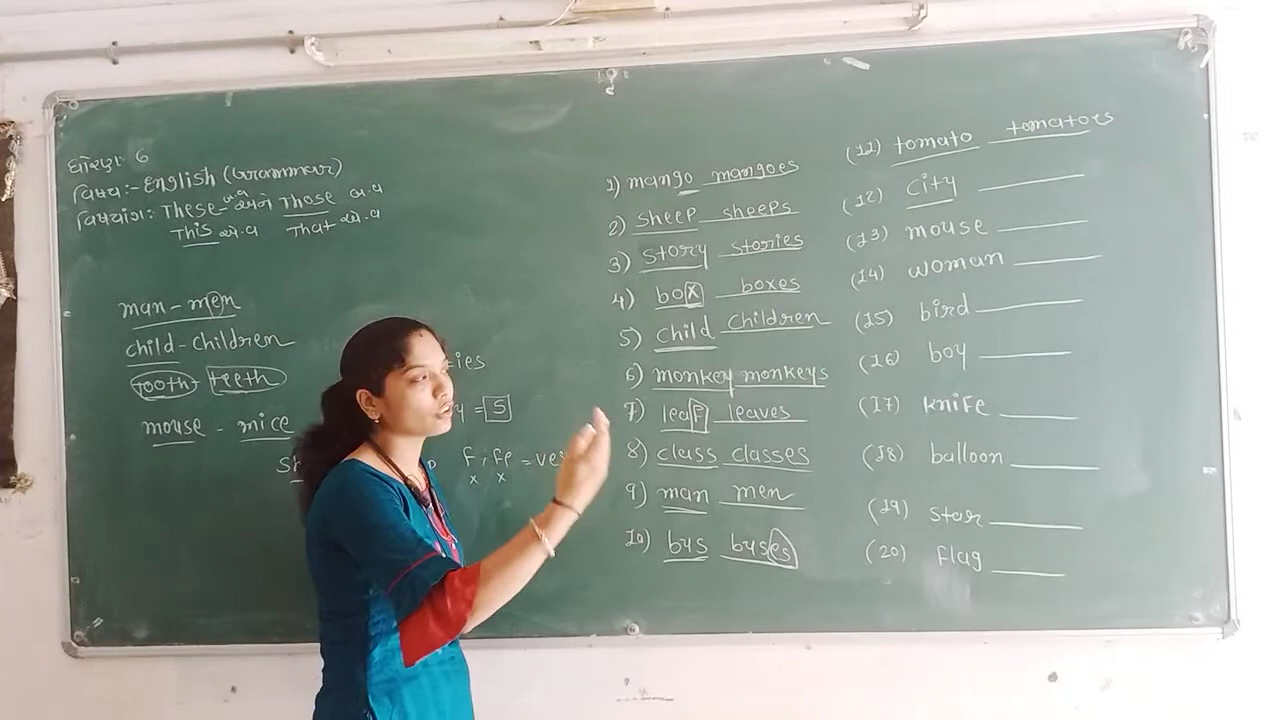 ધોરણ 6
વિષય:- English (Grammar)
વિષયાંગ: These-બ.વ અને Those બ.વ
This એ.વ That એ.વ
man - men
child - children
tooth - teeth
mouse - mice
=ies
y = s
f, fe = ves
x x
1) mango mangoes
2) sheep sheeps
3) story stories
4) box boxes
5) child children
6) monkey monkeys
7) leaf leaves
8) class classes
9) man men
10) bus buses
(11) tomato tomatoes
(12) city
(13) mouse
(14) woman
(15) bird
(16) boy
(17) knife
(18) balloon
(19) star
(20) flag